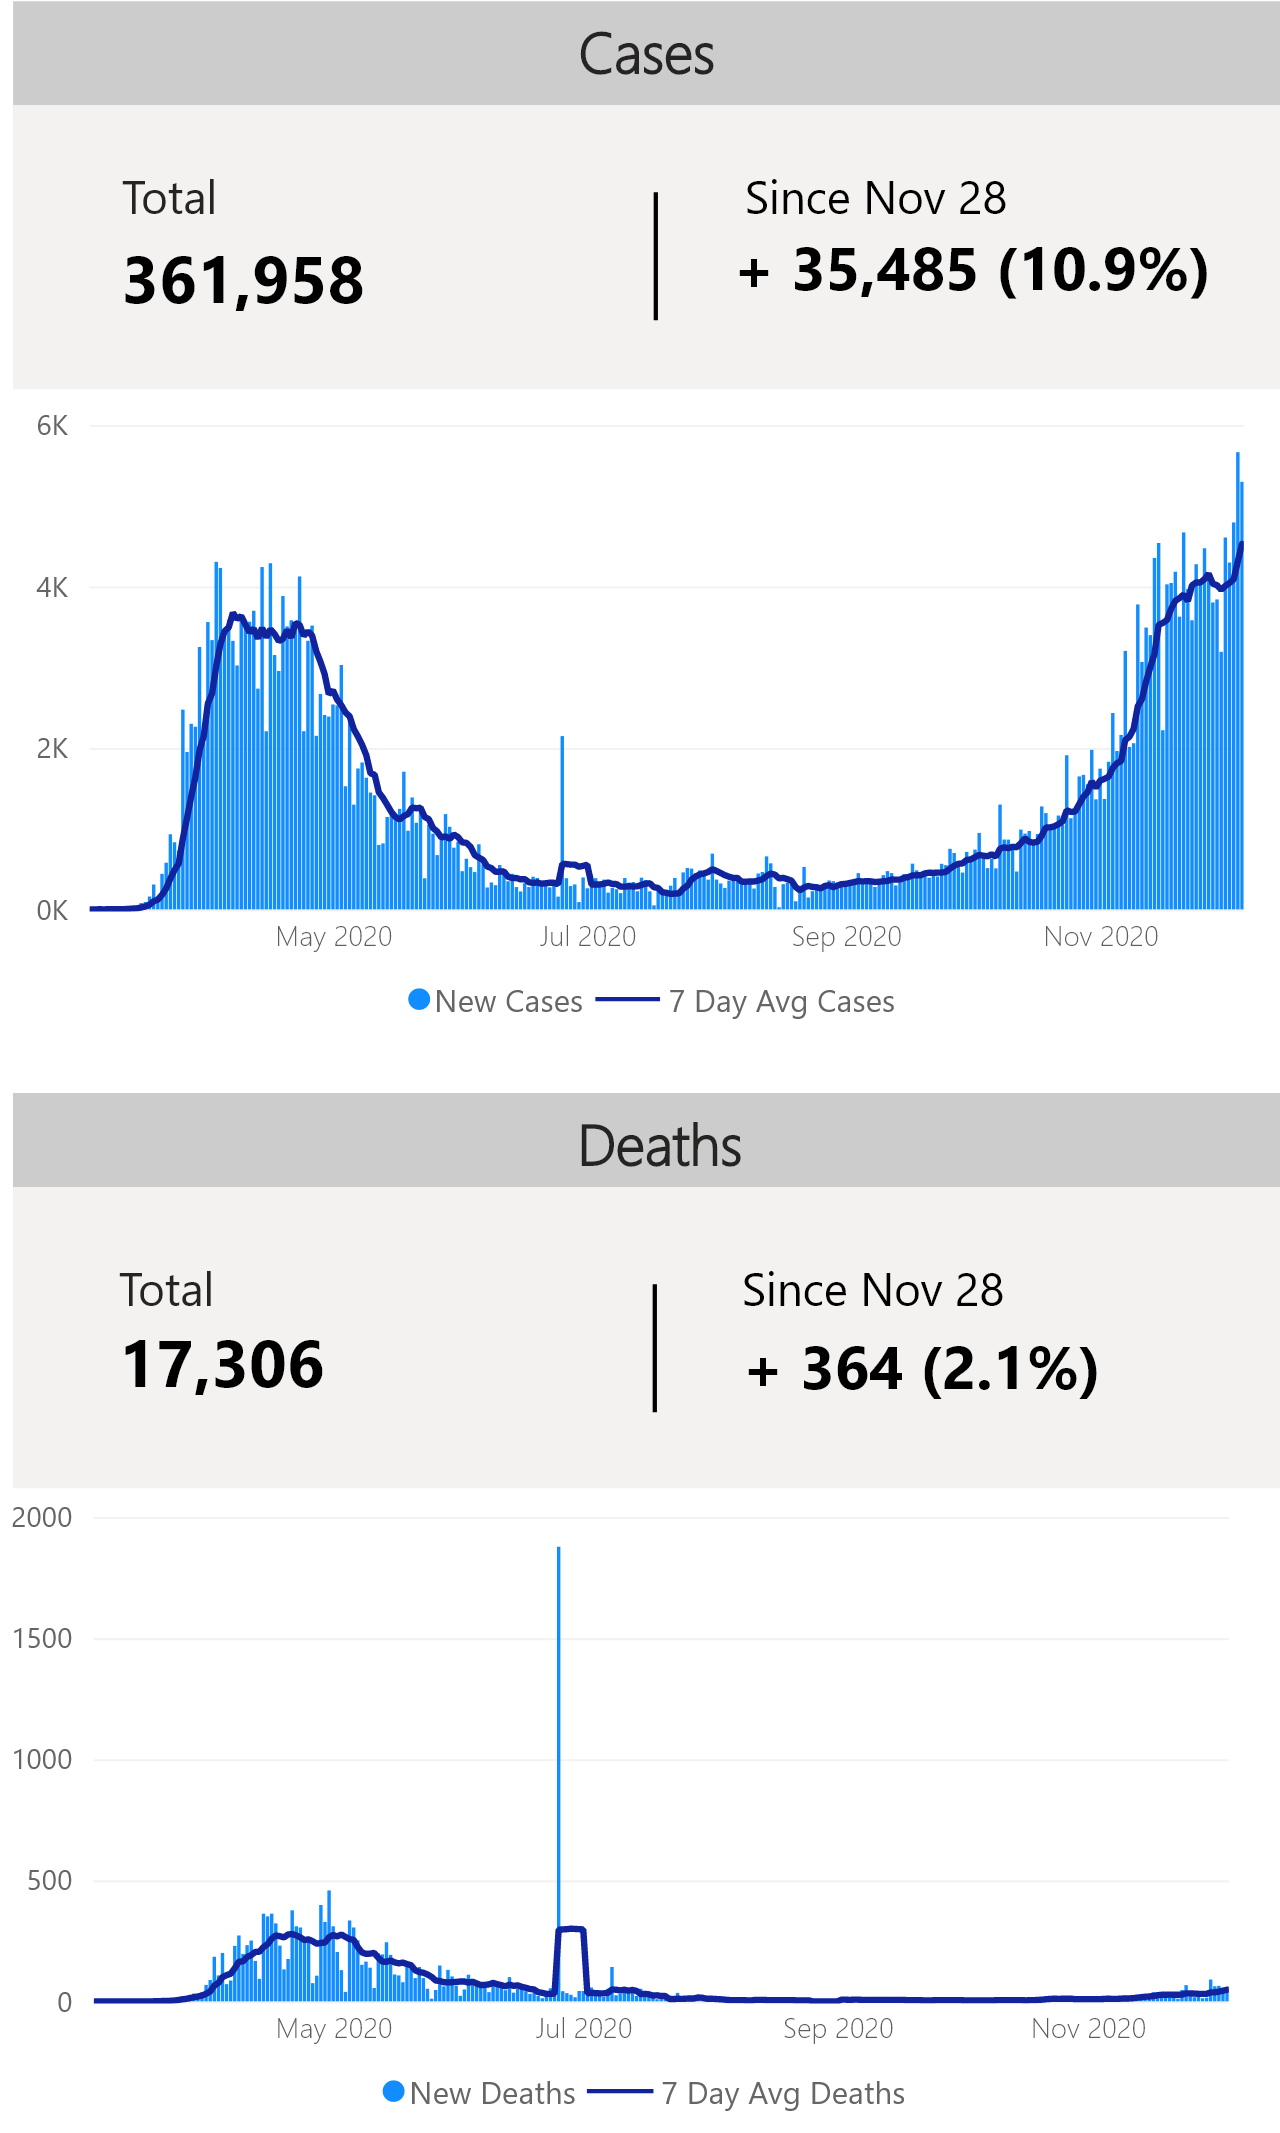 Cases
Total
361,958
Since Nov 28
+ 35,485 (10.9%)
6K
4K
2K
0K
May 2020
Jul 2020
Sep 2020
Nov 2020
New Cases
7 Day Avg Cases
Deaths
Total
17,306
Since Nov 28
+ 364 (2.1%)
2000
1500
1000
500
0
May 2020
Jul 2020
Sep 2020
Nov 2020
New Deaths
7 Day Avg Deaths